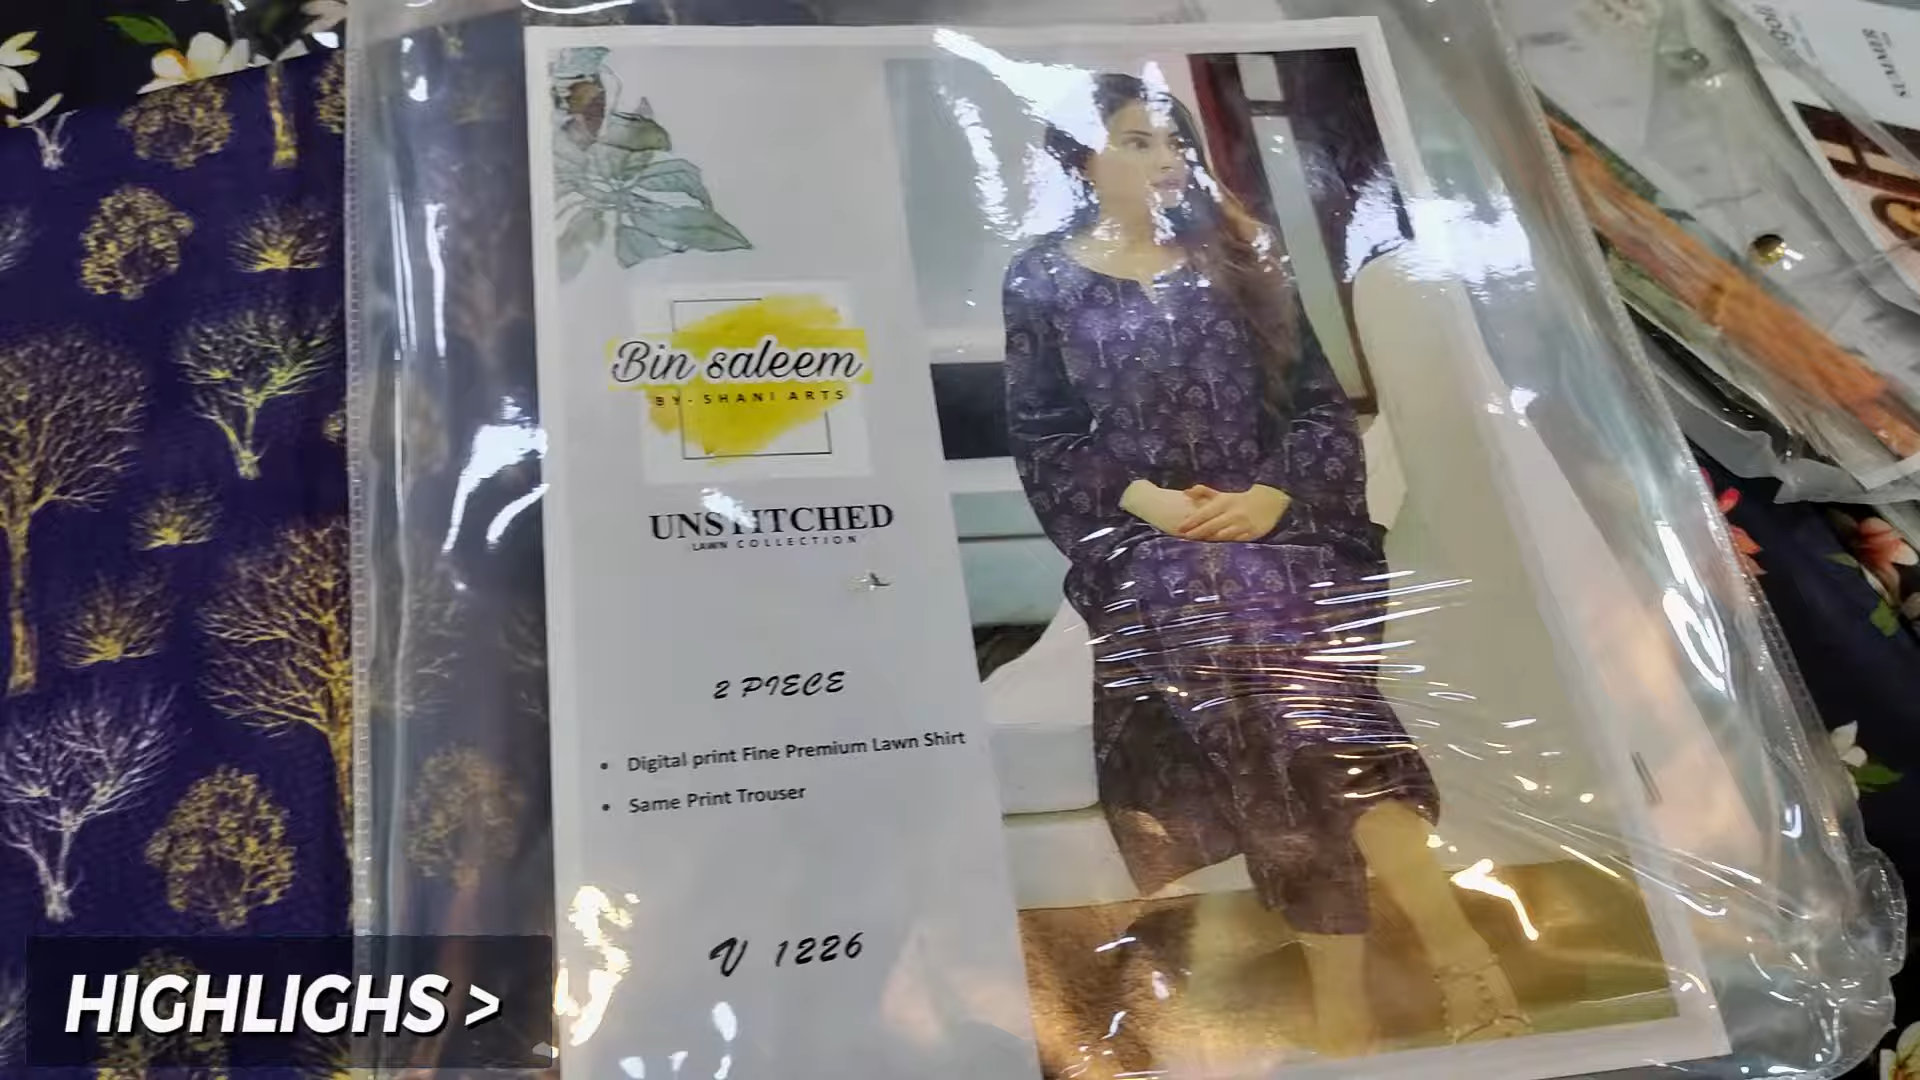 Bin saleem
BY-SHANI ARTS
UNSTITCHED
LAWN COLLECTION
2 PIECE
• Digital print Fine Premium Lawn Shirt
• Same Print Trouser
V 1226
HIGHLIGHS >
SUMMER